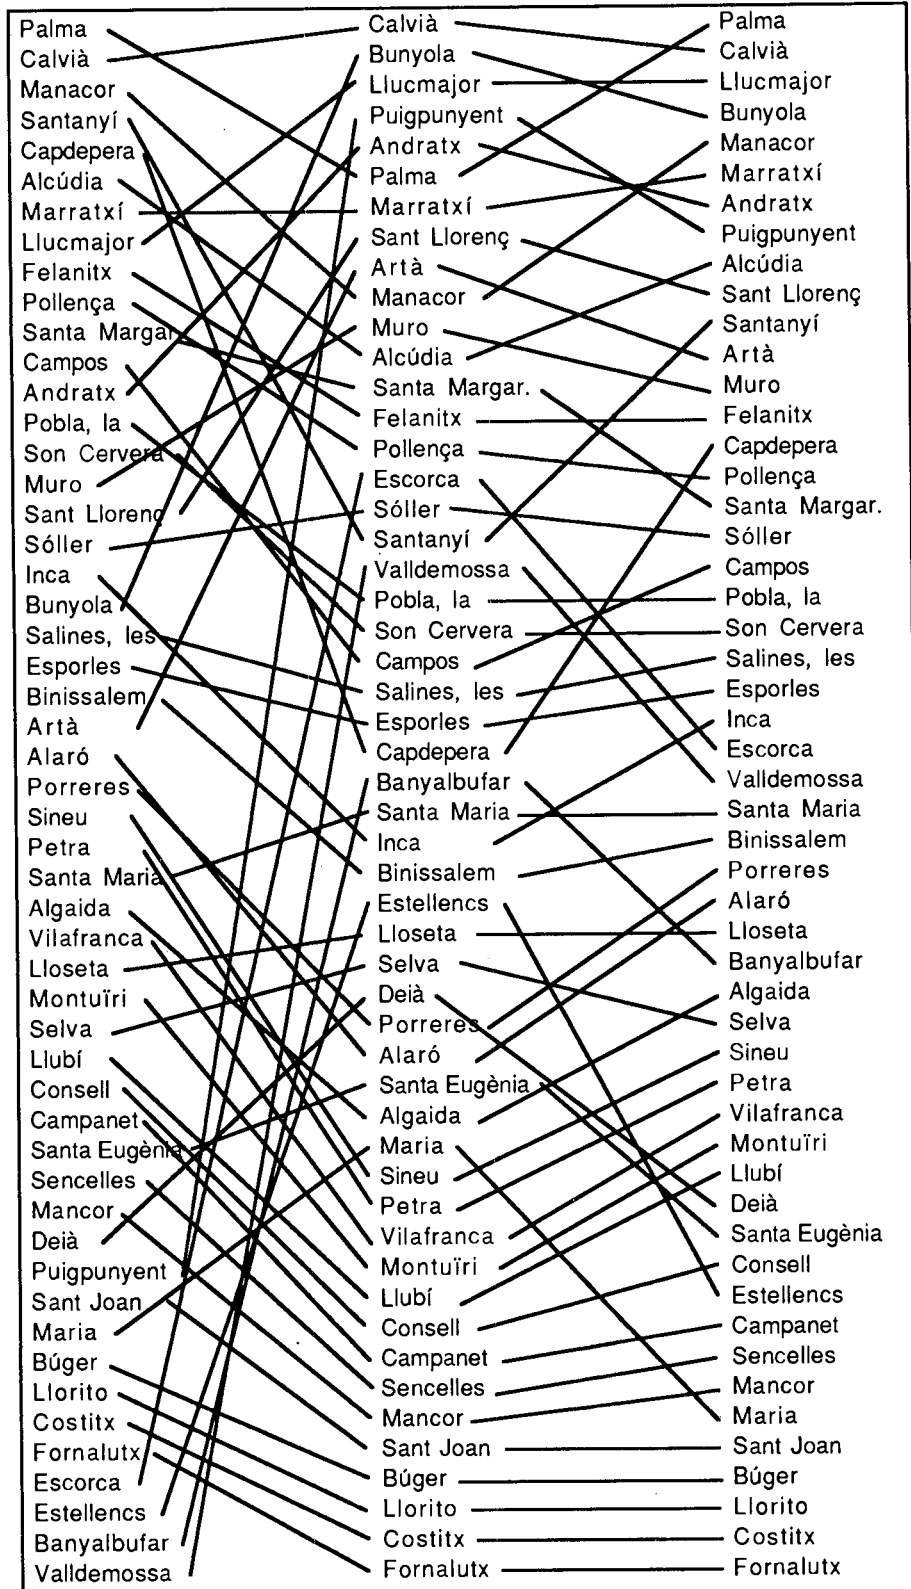 Palma
Calvià
Manacor
Santanyí
Capdepera
Alcúdia
Marratxí
Llucmajor
Felanitx
Pollença
Santa Margar
Campos
Andratx
Pobla, la
Son Cervera
Muro
Sant Llorenç
Sóller
Inca
Bunyola
Salines, les
Esporles
Binissalem
Artà
Alaró
Porreres
Sineu
Petra
Santa Maria
Algaida
Vilafranca
Lloseta
Montuïri
Selva
Llubí
Consell
Campanet
Santa Eugènia
Sencelles
Mancor
Deià
Puigpunyent
Sant Joan
Maria
Búger
Llorito
Costitx
Fornalutx
Escorca
Estellencs
Banyalbufar
Valldemossa
Calvià
Bunyola
Llucmajor
Puigpunyent
Andratx
Palma
Marratxí
Sant Llorenç
Artà
Manacor
Muro
Alcúdia
Santa Margar.
Felanitx
Pollença
Escorca
Sóller
Santanyí
Valldemossa
Pobla, la
Son Cervera
Campos
Salines, les
Esporles
Capdepera
Banyalbufar
Santa Maria
Inca
Binissalem
Estellencs
Lloseta
Selva
Deià
Porreres
Alaró
Santa Eugènia
Algaida
Maria
Sineu
Petra
Vilafranca
Montuïri
Llubí
Consell
Campanet
Sencelles
Mancor
Sant Joan
Búger
Llorito
Costitx
Fornalutx
Palma
Calvià
Llucmajor
Bunyola
Manacor
Marratxí
Andratx
Puigpunyent
Alcúdia
Sant Llorenç
Santanyí
Artà
Muro
Felanitx
Capdepera
Pollença
Santa Margar.
Sóller
Campos
Pobla, la
Son Cervera
Salines, les
Esporles
Inca
Escorca
Valldemossa
Santa Maria
Binissalem
Porreres
Alaró
Lloseta
Banyalbufar
Algaida
Selva
Sineu
Petra
Vilafranca
Montuïri
Llubí
Deià
Santa Eugènia
Consell
Estellencs
Campanet
Sencelles
Mancor
Maria
Sant Joan
Búger
Llorito
Costitx
Fornalutx